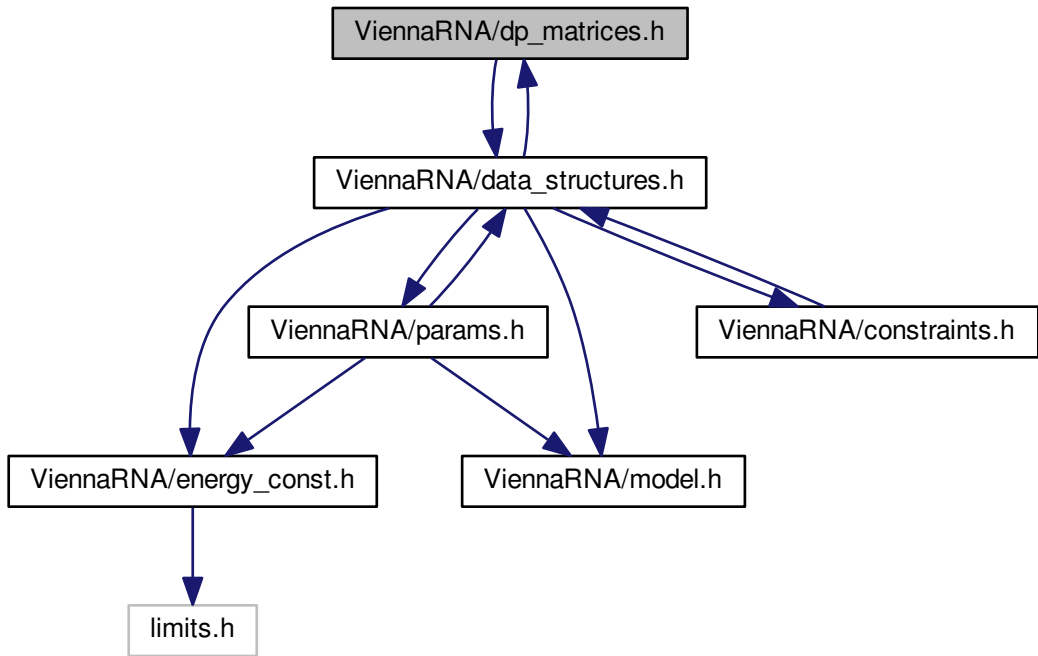 ViennaRNA/dp_matrices.h
ViennaRNA/data_structures.h
ViennaRNA/params.h
ViennaRNA/constraints.h
ViennaRNA/energy_const.h
ViennaRNA/model.h
limits.h